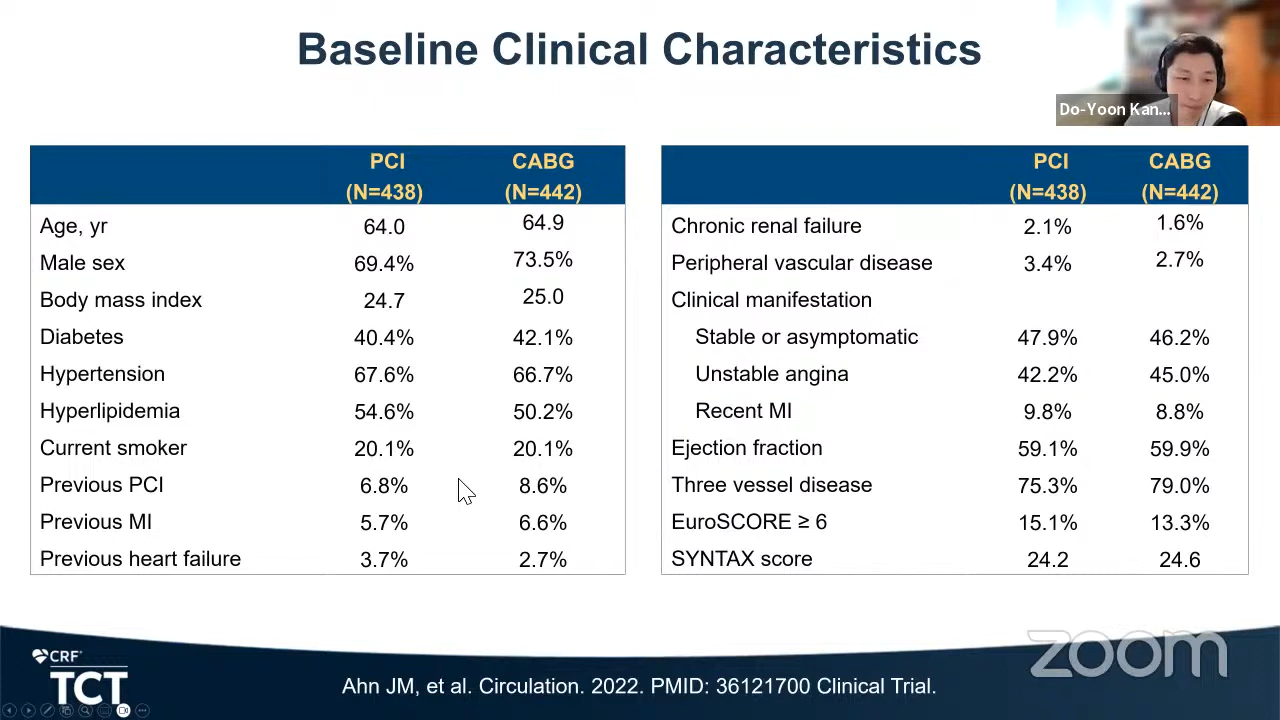 Baseline Clinical Characteristics
Do-Yoon Kan...
PCI CABG
(N=438) (N=442)
Age, yr 64.0 64.9
Male sex 69.4% 73.5%
Body mass index 24.7 25.0
Diabetes 40.4% 42.1%
Hypertension 67.6% 66.7%
Hyperlipidemia 54.6% 50.2%
Current smoker 20.1% 20.1%
Previous PCI 6.8% 8.6%
Previous MI 5.7% 6.6%
Previous heart failure 3.7% 2.7%
PCI CABG
(N=438) (N=442)
Chronic renal failure 2.1% 1.6%
Peripheral vascular disease 3.4% 2.7%
Clinical manifestation
Stable or asymptomatic 47.9% 46.2%
Unstable angina 42.2% 45.0%
Recent MI 9.8% 8.8%
Ejection fraction 59.1% 59.9%
Three vessel disease 75.3% 79.0%
EuroSCORE ≥ 6 15.1% 13.3%
SYNTAX score 24.2 24.6
zoom
CRF
TCT
Ahn JM, et al. Circulation. 2022. PMID: 36121700 Clinical Trial.